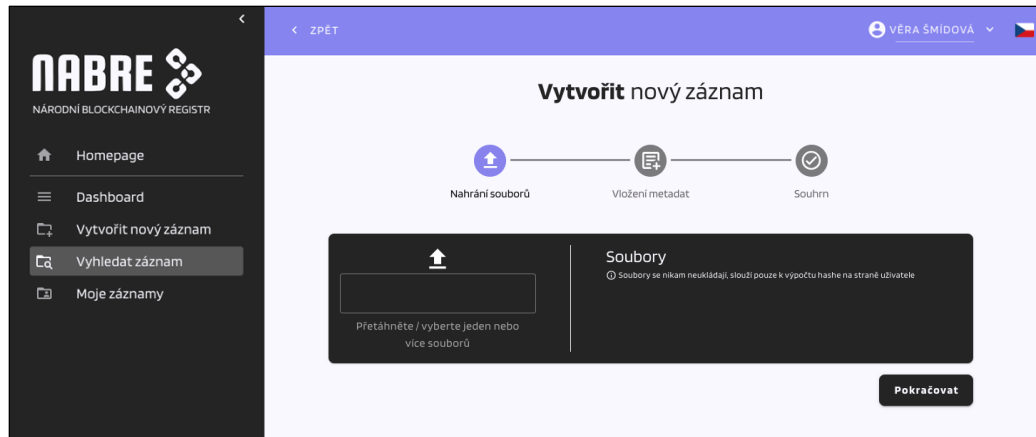 NABRE
NÁRODNÍ BLOCKCHAINOVÝ REGISTR
Homepage
Dashboard
Vytvořit nový záznam
Vyhledat záznam
Moje záznamy
ZPĚT
VĚRA ŠMÍDOVÁ
Vytvořit nový záznam
Nahrání souborů
Vložení metadat
Souhrn
Přetáhněte / vyberte jeden nebo
více souborů
Soubory
Soubory se nikam neukládají, slouží pouze k výpočtu hashe na straně uživatele
Pokračovat